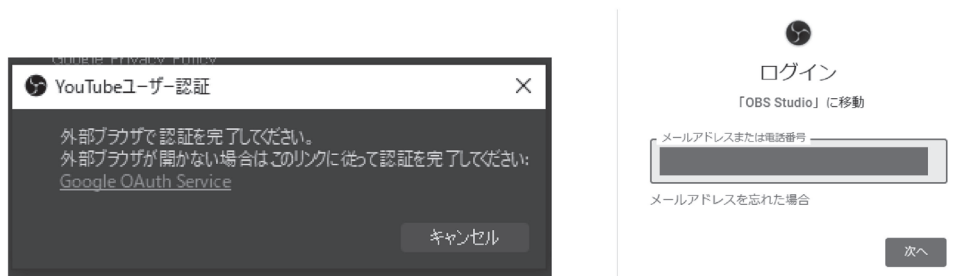 Google Privacy Policy
YouTubeユーザー認証
外部ブラウザで認証を完了してください。
外部ブラウザが開かない場合はこのリンクに従って認証を完了してください:
Google OAuth Service
キャンセル
ログイン
「OBS Studio」に移動
メールアドレスまたは電話番号
メールアドレスを忘れた場合
次へ